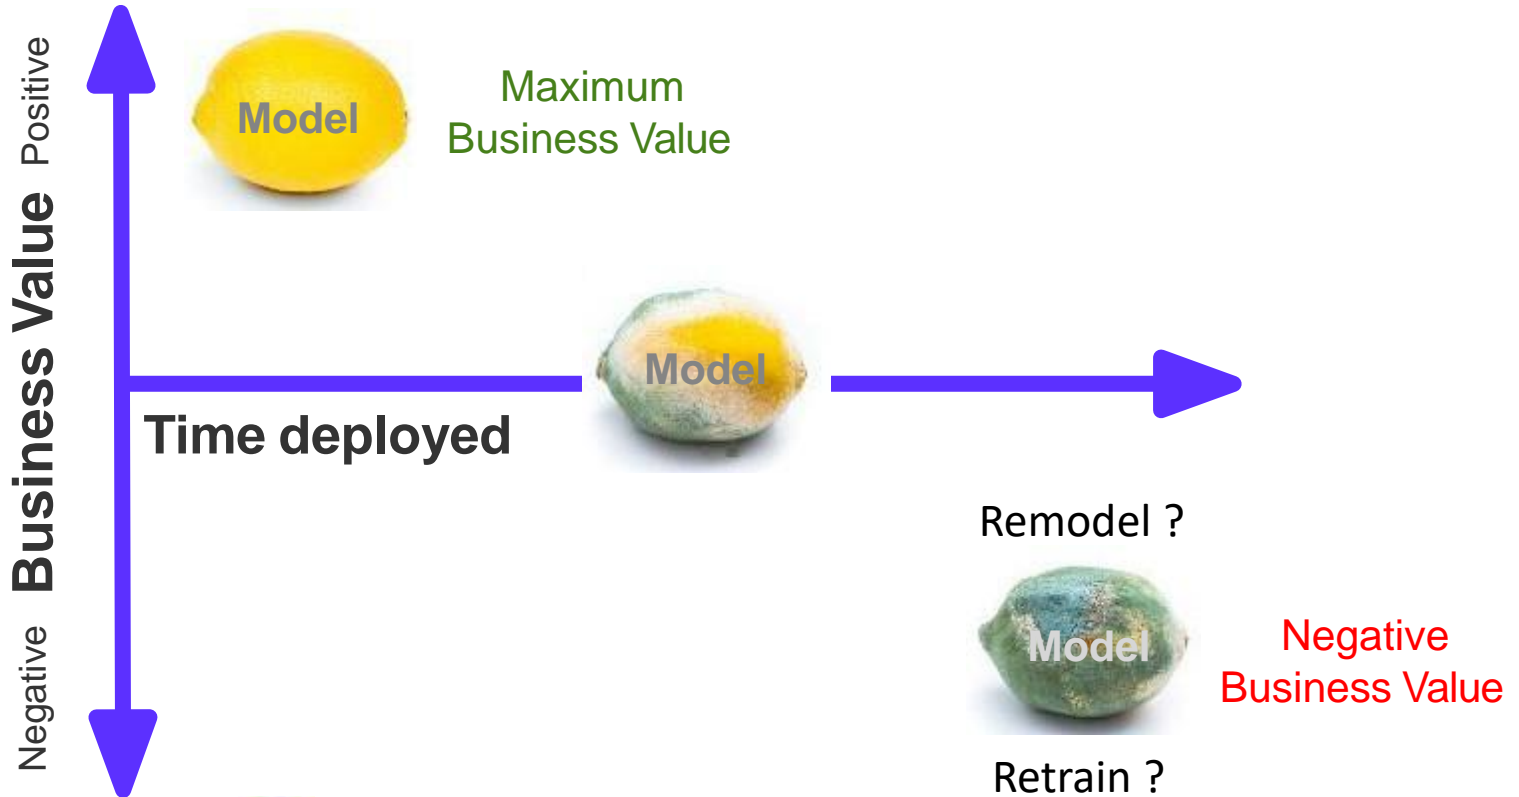 Positive
Business Value
Negative
Model
Maximum
Business Value
Model
Time deployed
Remodel ?
Model
Negative
Business Value
Retrain ?